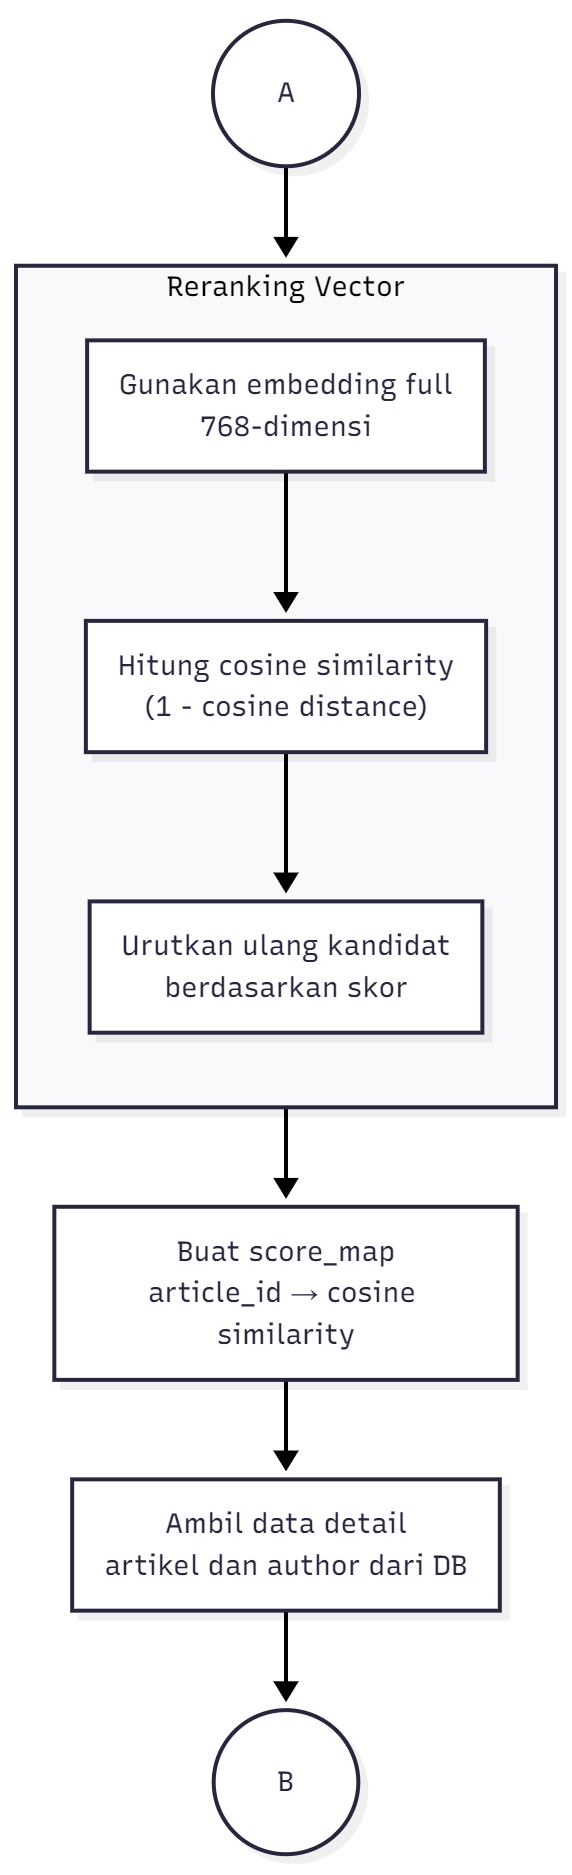 A
Reranking Vector
Gunakan embedding full
768-dimensi
Hitung cosine similarity
(1 - cosine distance)
Urutkan ulang kandidat
berdasarkan skor
Buat score_map
article_id → cosine
similarity
Ambil data detail
artikel dan author dari DB
B